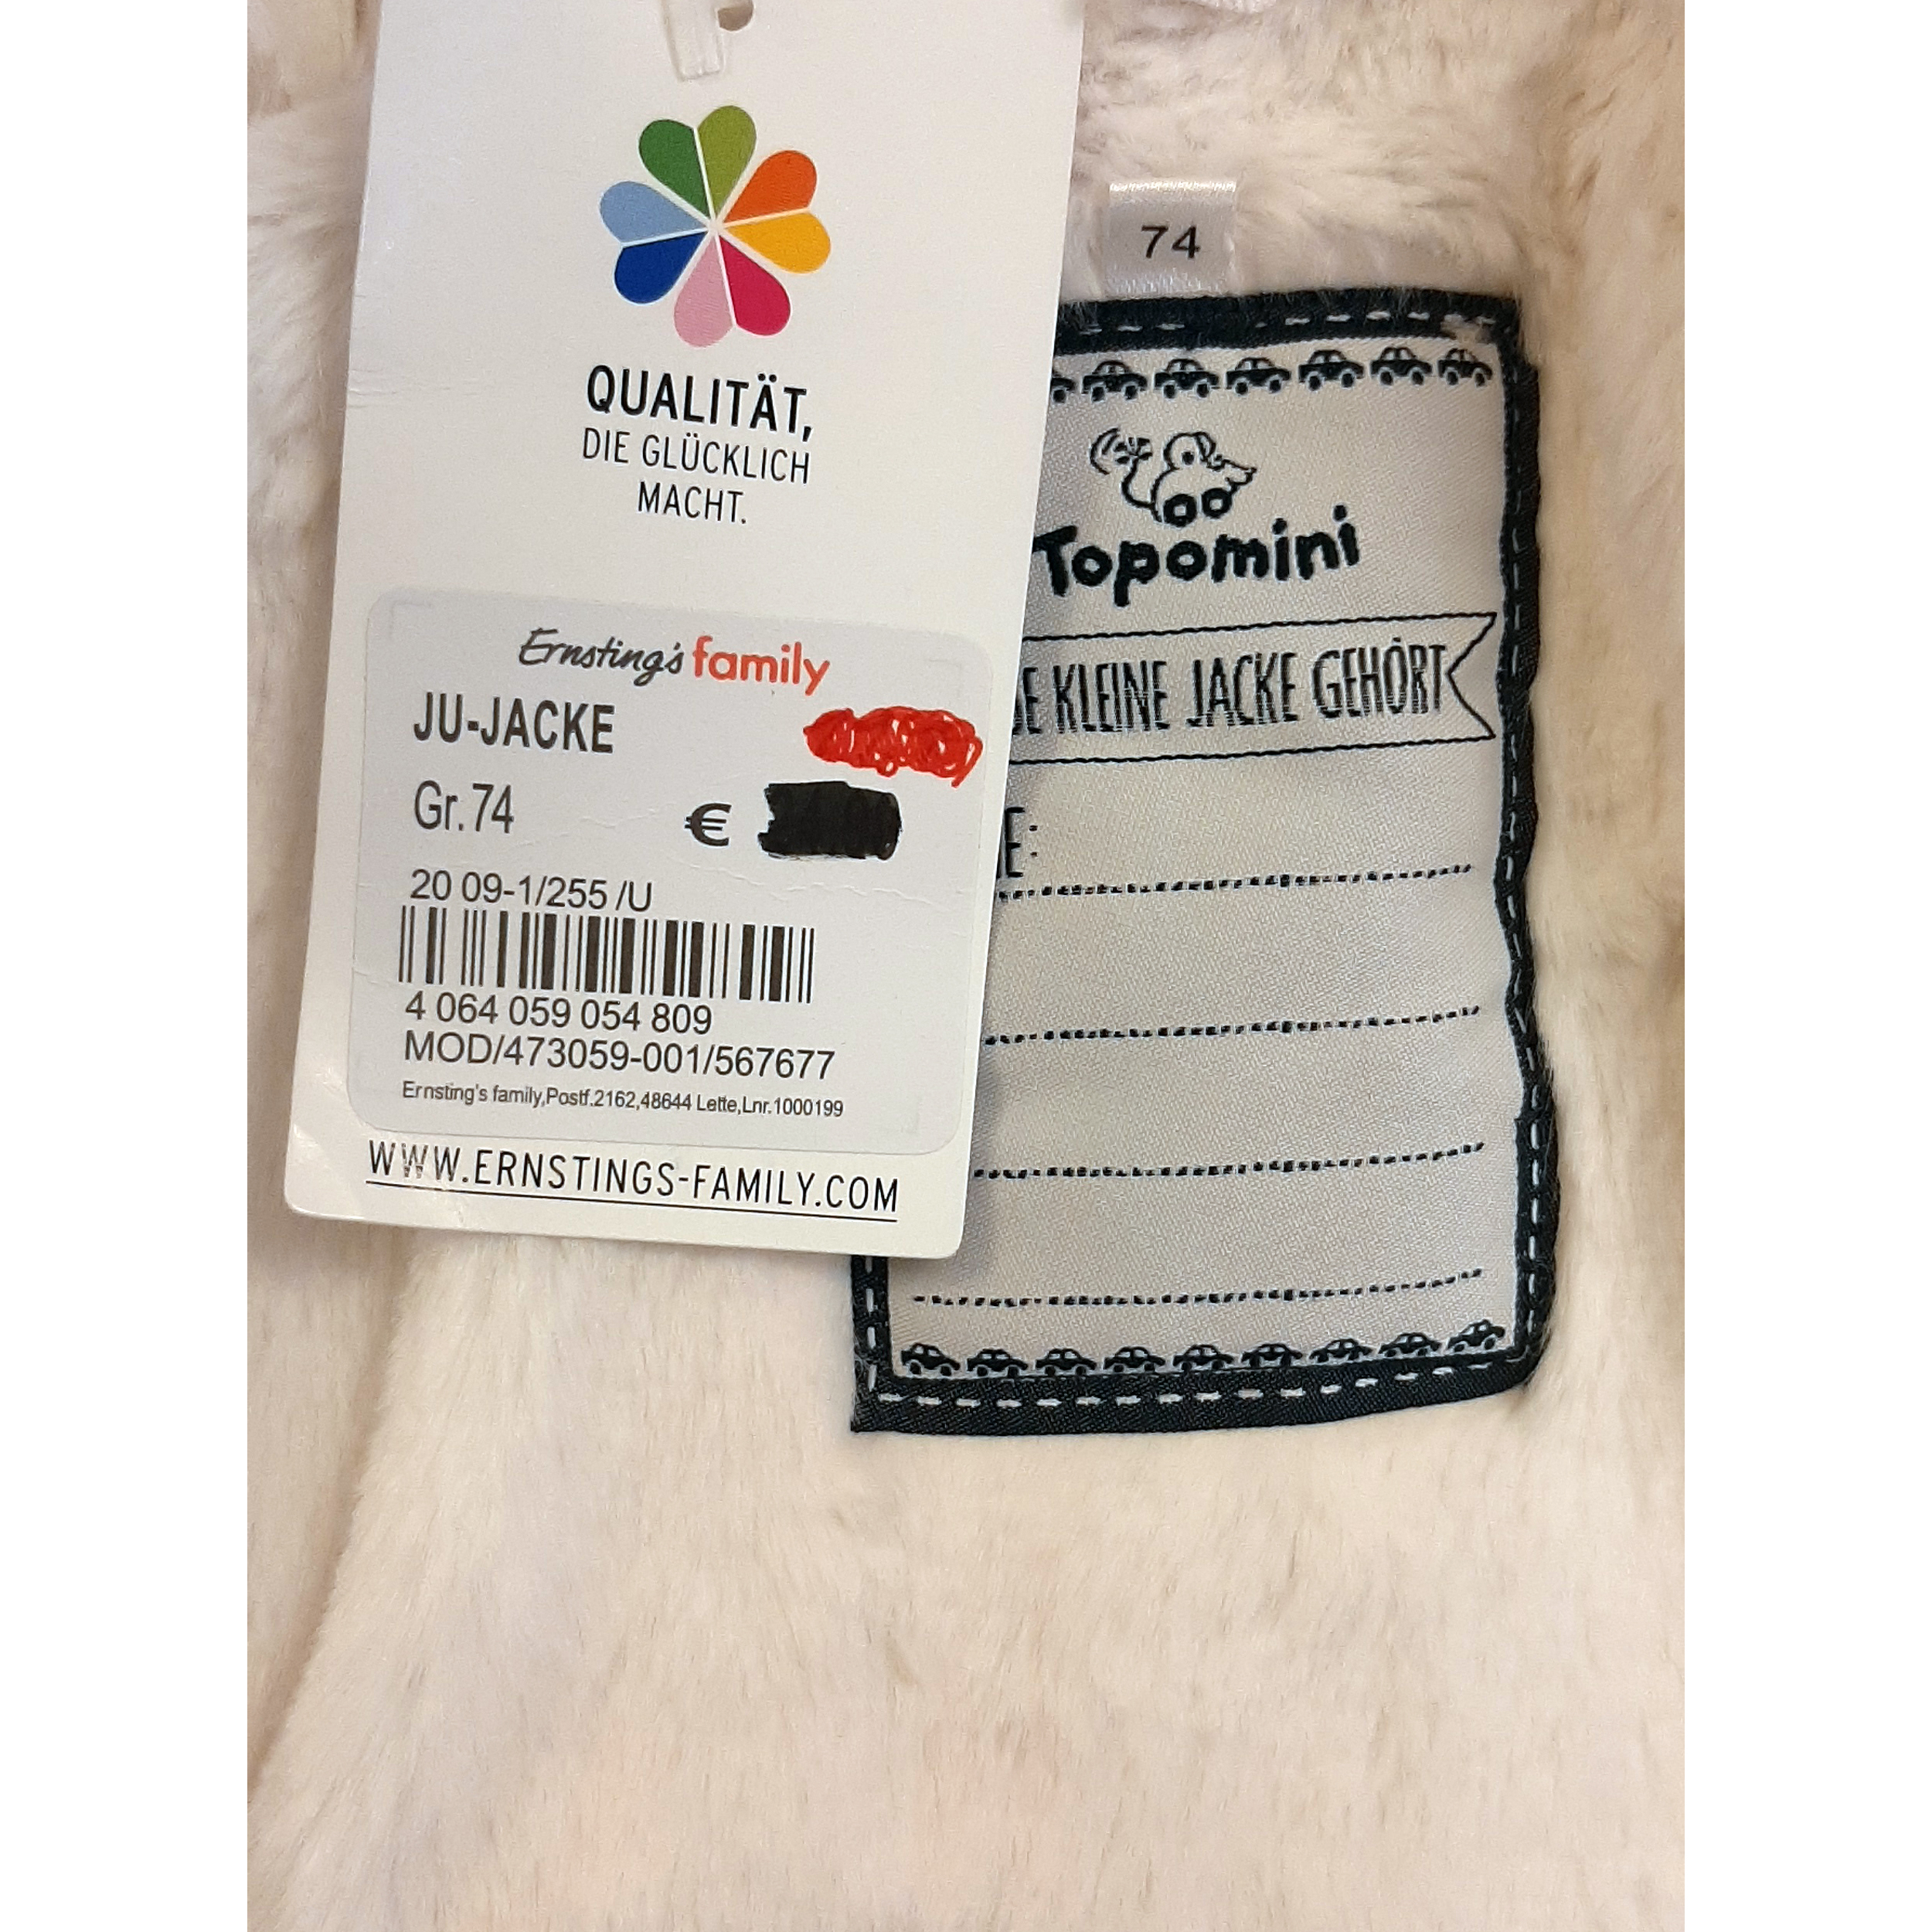 QUALITÄT,
DIE GLÜCKLICH
MACHT.
Ernsting's family
JU-JACKE
Gr.74
€
20 09-1/255 /U
4 064 059 054 809
MOD/473059-001/567677
Ernsting's family,Postf.2162,48644 Lette,Lnr.1000199
WWW.ERNSTINGS-FAMILY.COM
74
Topomini
KLEINE JACKE GEHÖRT